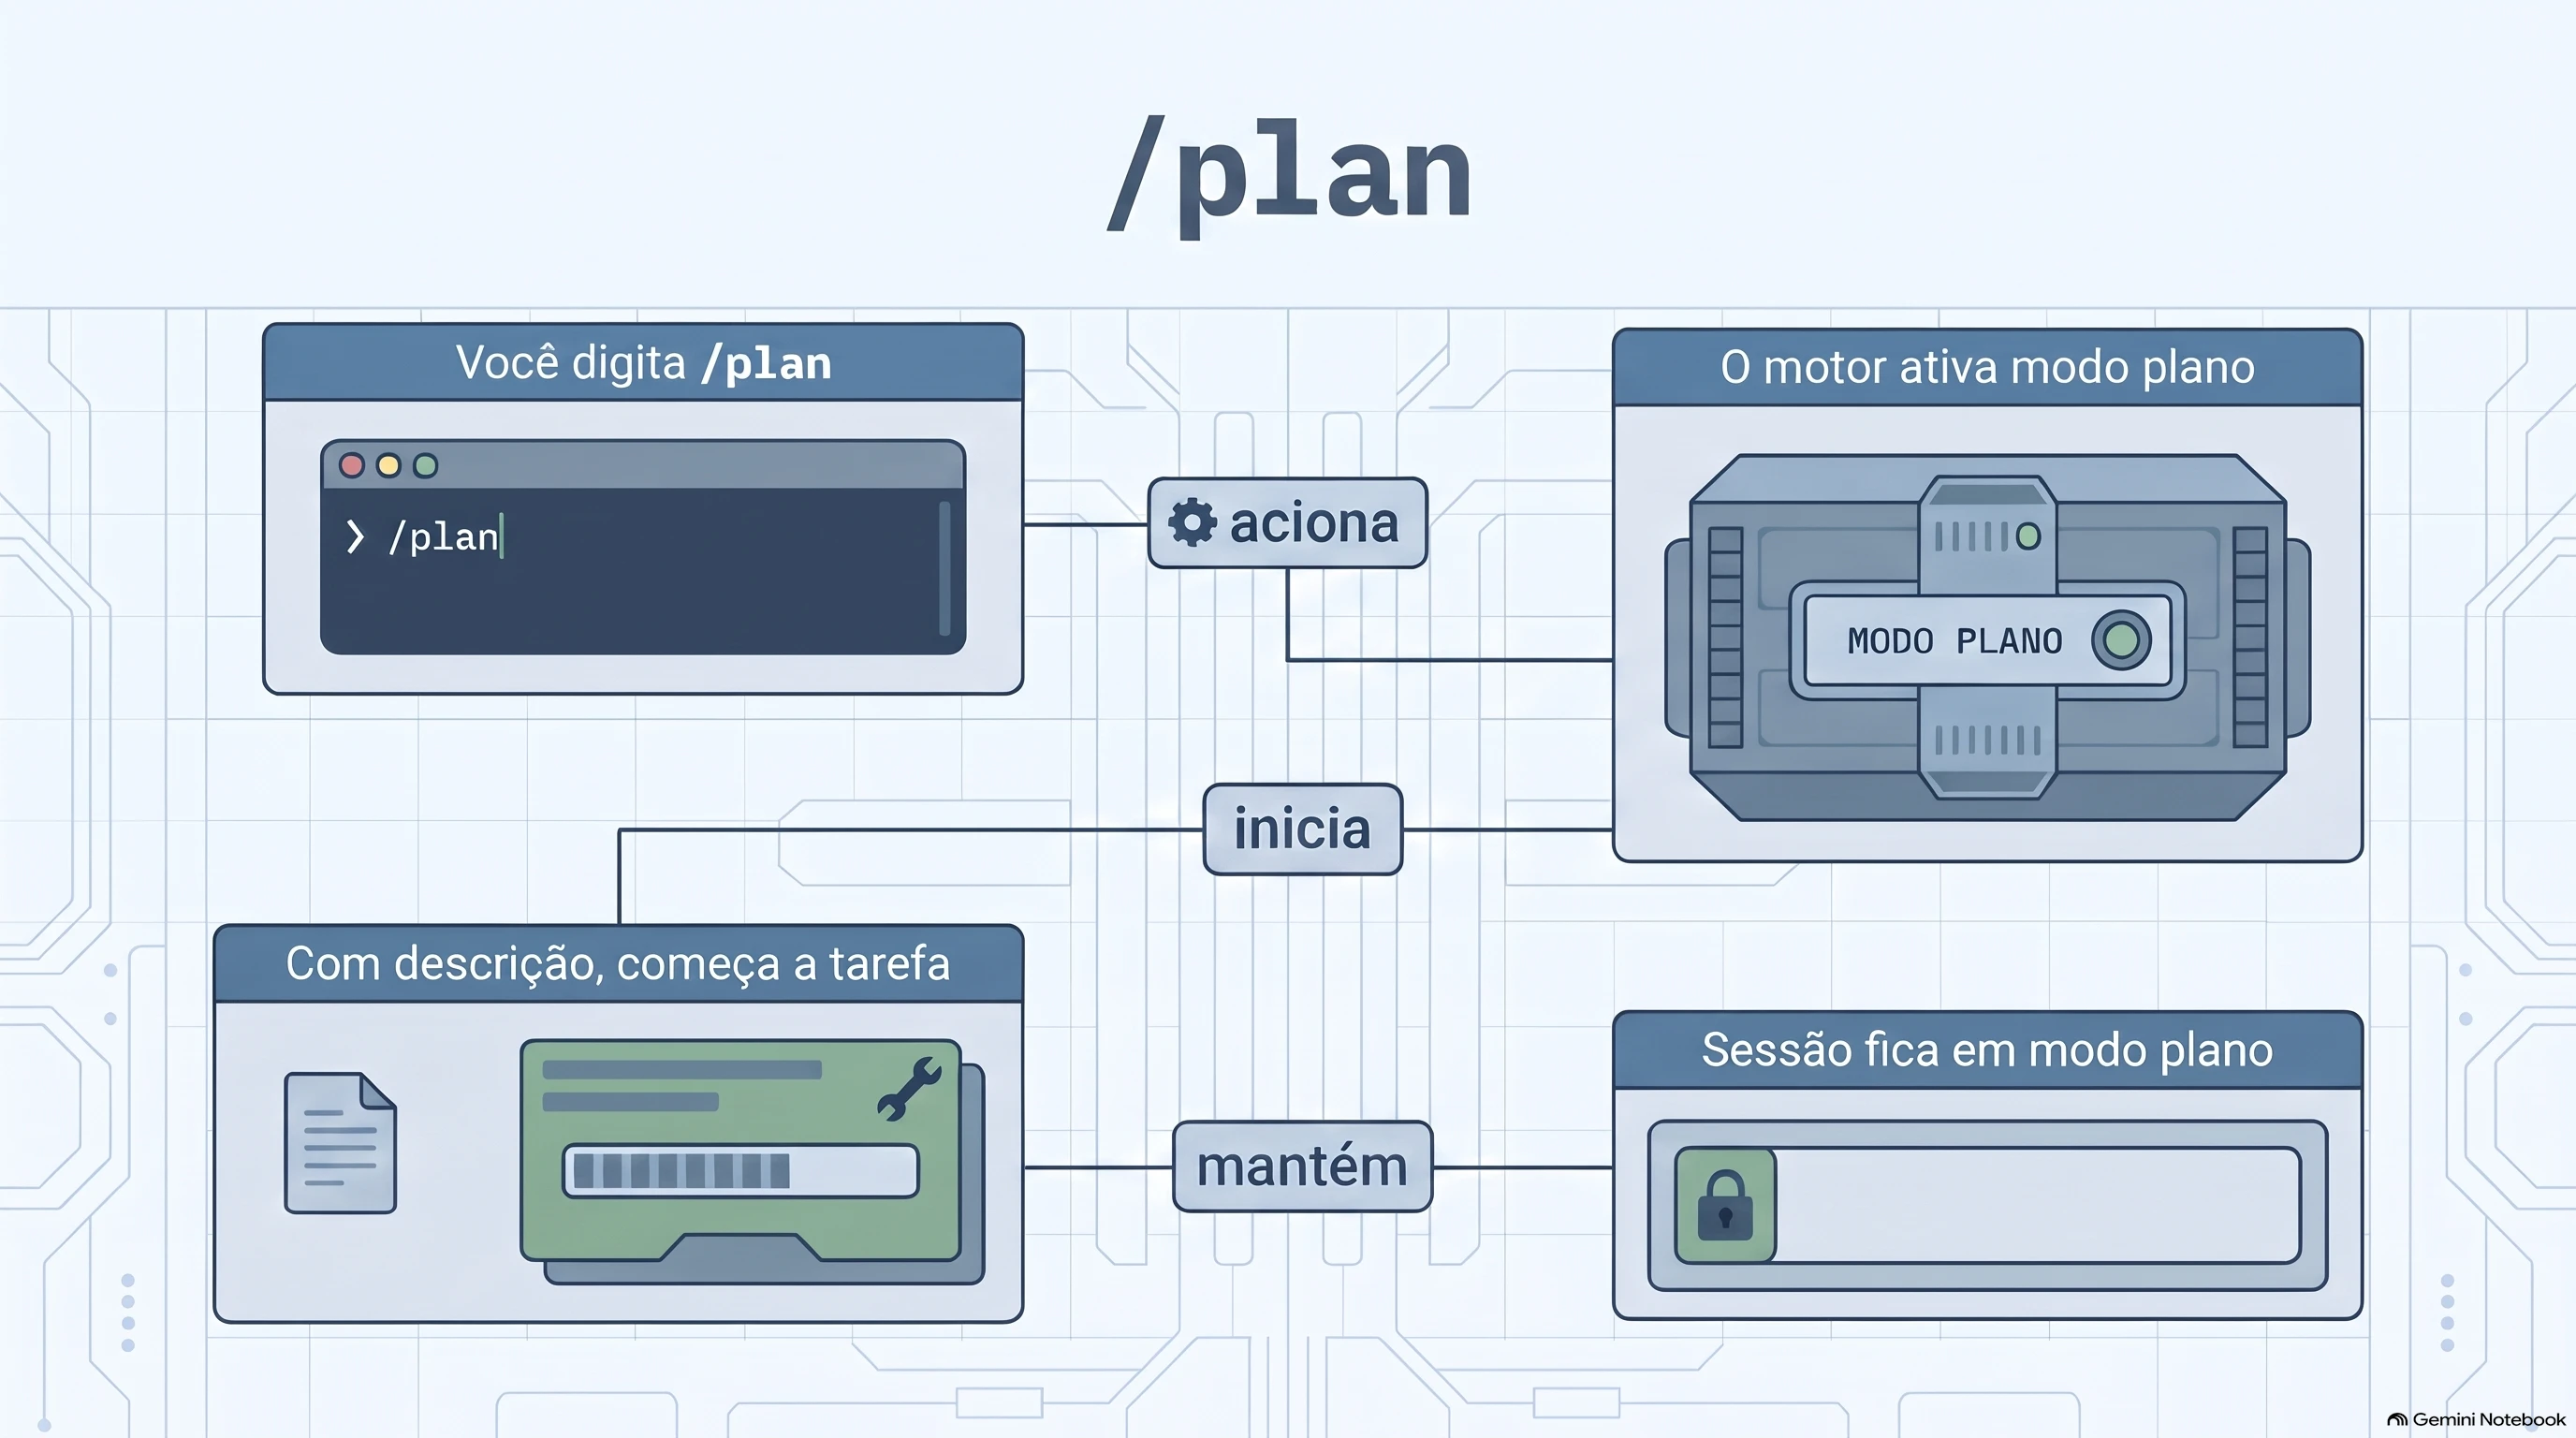 /plan
Você digita /plan
❯ /plan
aciona
O motor ativa modo plano
MODO PLANO
inicia
Com descrição, começa a tarefa
mantém
Sessão fica em modo plano
Gemini Notebook